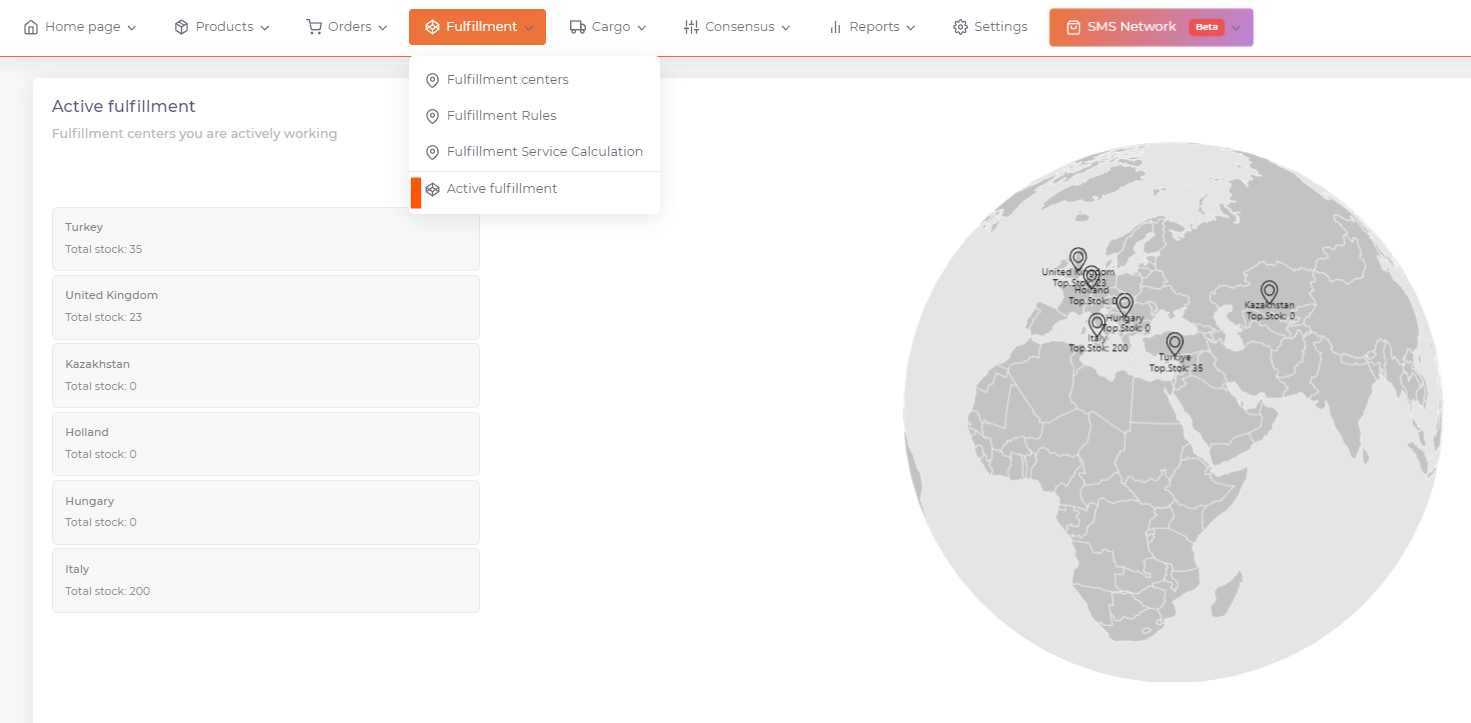 Home page
Products
Orders
Fulfillment
Cargo
Consensus
Reports
Settings
SMS Network Beta
Fulfillment centers
Fulfillment Rules
Fulfillment Service Calculation
Active fulfillment
Active fulfillment
Fulfillment centers you are actively working
Turkey
Total stock: 35
United Kingdom
Total stock: 23
Kazakhstan
Total stock: 0
Holland
Total stock: 0
Hungary
Total stock: 0
Italy
Total stock: 200
United Kingdom
Top.Stok: 23
Holland
Top.Stok: 0
Hungary
Top.Stok: 0
Italy
Top.Stok: 200
Turkiye
Top.Stok: 35
Kazakhstan
Top.Stok: 0